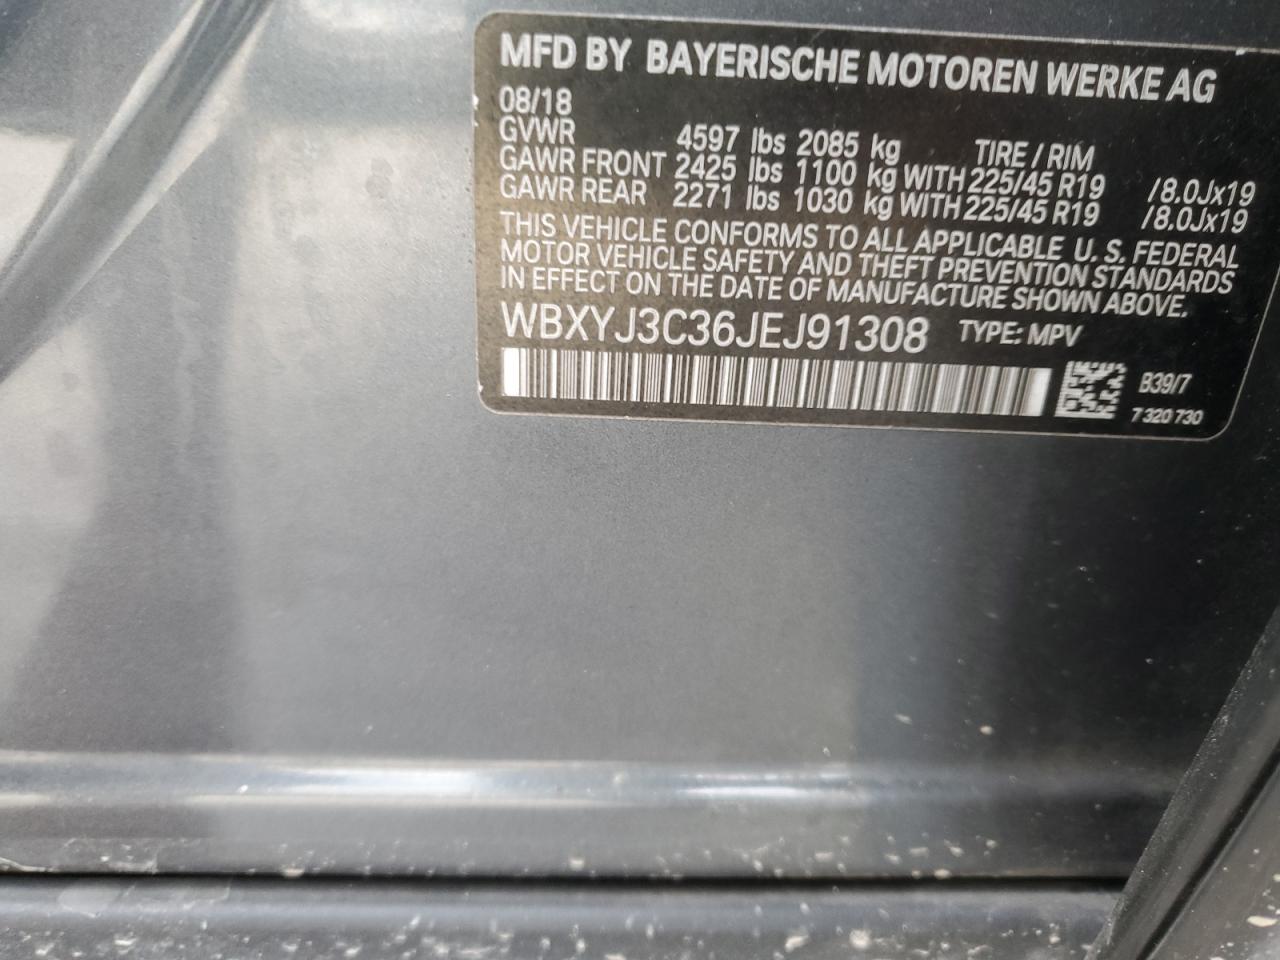 MFD BY BAYERISCHE MOTOREN WERKE AG
08/18
GVWR 4597 lbs 2085 kg TIRE / RIM
GAWR FRONT 2425 lbs 1100 kg WITH 225/45 R19 /8.0Jx19
GAWR REAR 2271 lbs 1030 kg WITH 225/45 R19 /8.0Jx19
THIS VEHICLE CONFORMS TO ALL APPLICABLE U. S. FEDERAL
MOTOR VEHICLE SAFETY AND THEFT PREVENTION STANDARDS
IN EFFECT ON THE DATE OF MANUFACTURE SHOWN ABOVE.
WBXYJ3C36JEJ91308 TYPE: MPV
B39/7
7 320 730